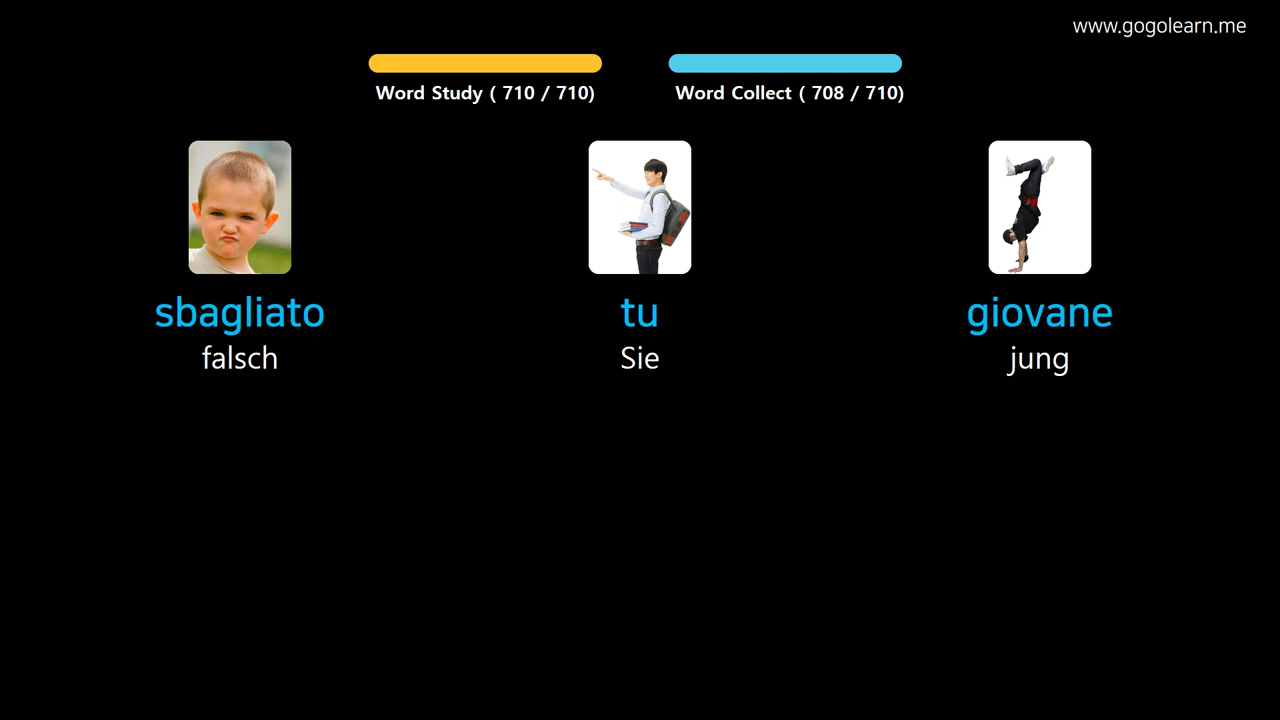 www.gogolearn.me
Word Study ( 710 / 710)
Word Collect ( 708 / 710)
sbagliato
falsch
tu
Sie
giovane
jung